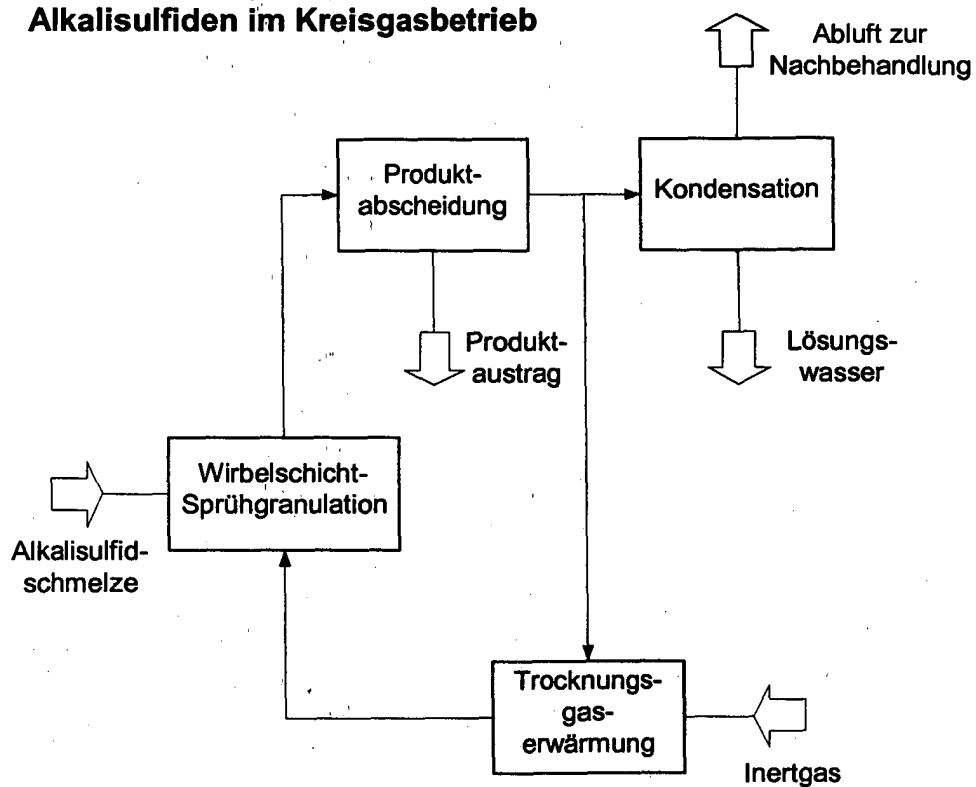 Alkalisulfiden im Kreisgasbetrieb
Abluft zur
Nachbehandlung
Produkt-
abscheidung
Kondensation
Produkt-
austrag
Lösungs-
wasser
Wirbelschicht-
Sprühgranulation
Alkalisulfid-
schmelze
Trocknungs-
gas-
erwärmung
Inertgas